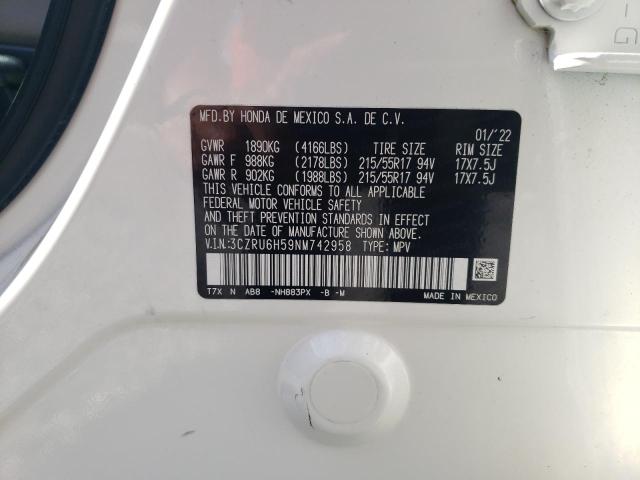 - G
MFD.BY HONDA DE MEXICO S.A. DE C.V.
01/'22
GVWR 1890KG (4166LBS) TIRE SIZE RIM SIZE
GAWR F 988KG (2178LBS) 215/55R17 94V 17X7.5J
GAWR R 902KG (1988LBS) 215/55R17 94V 17X7.5J
THIS VEHICLE CONFORMS TO ALL APPLICABLE
FEDERAL MOTOR VEHICLE SAFETY
AND THEFT PREVENTION STANDARDS IN EFFECT
ON THE DATE OF MANUFACTURE SHOWN ABOVE.
V.I.N:3CZRU6H59NM742958 TYPE: MPV
T7X N AB8 -NH883PX -B -M
MADE IN MEXICO